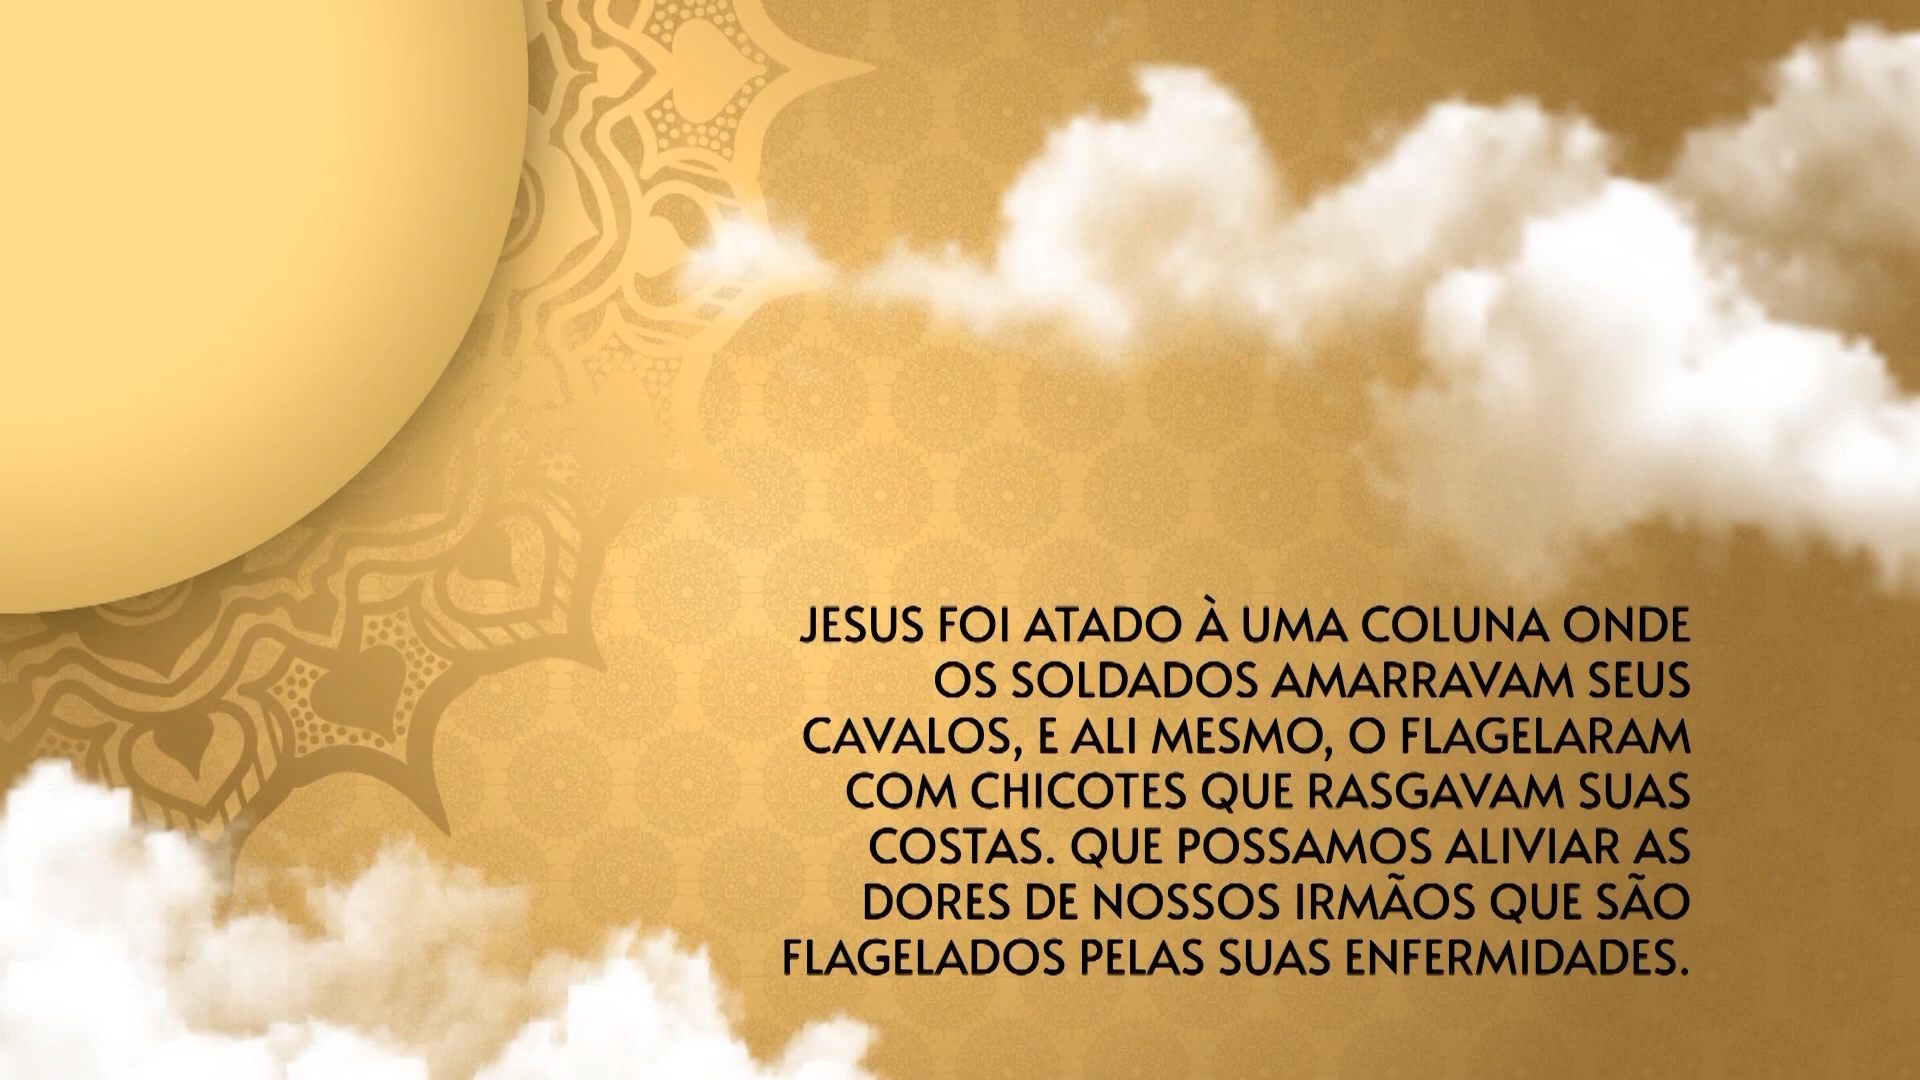 JESUS FOI ATADO À UMA COLUNA ONDE
OS SOLDADOS AMARRAVAM SEUS
CAVALOS, E ALI MESMO, O FLAGELARAM
COM CHICOTES QUE RASGAVAM SUAS
COSTAS. QUE POSSAMOS ALIVIAR AS
DORES DE NOSSOS IRMÃOS QUE SÃO
FLAGELADOS PELAS SUAS ENFERMIDADES.